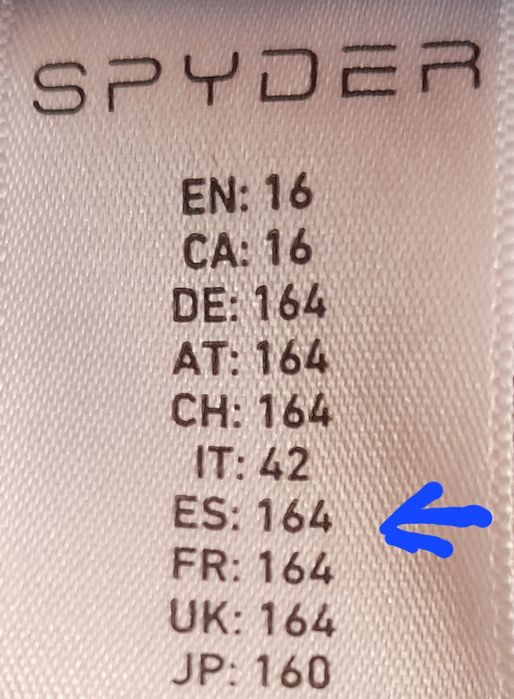 SPYDER
EN: 16
CA: 16
DE: 164
AT: 164
CH: 164
IT: 42
ES: 164
FR: 164
UK: 164
JP: 160